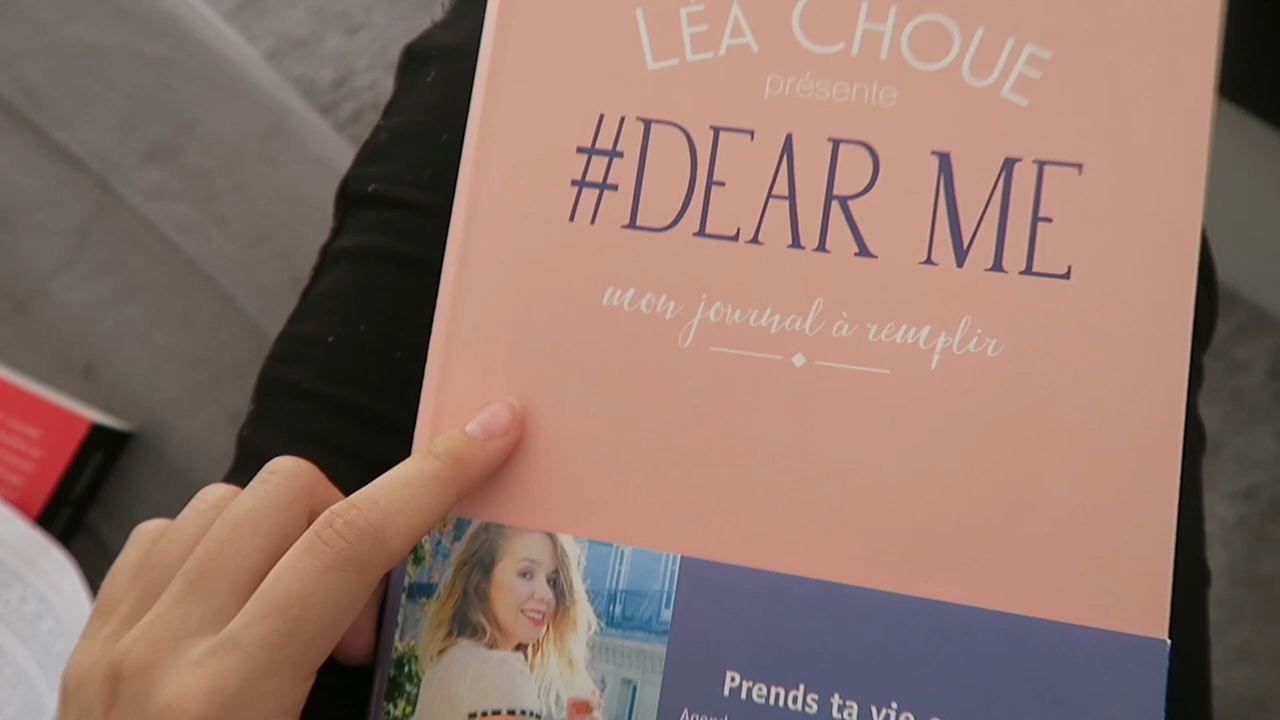 LÉA CHOUE
présente
#DEAR ME
mon journal à remplir
Prends ta vie